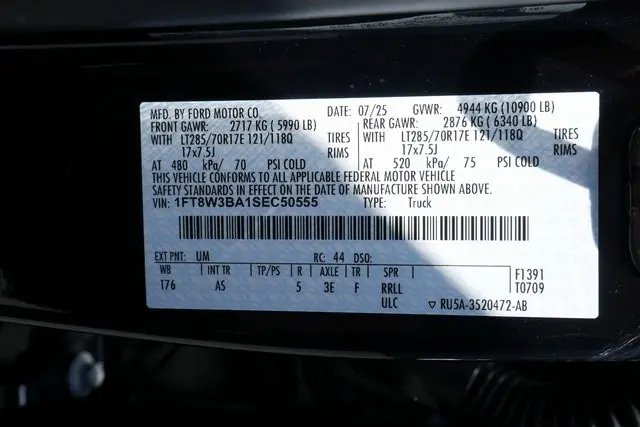 MFD. BY FORD MOTOR CO. DATE: 07/25 GVWR: 4944 KG (10900 LB)
FRONT GAWR: 2717 KG (5990 LB) REAR GAWR: 2876 KG (6340 LB)
WITH LT285/70R17E 121/118Q TIRES WITH LT285/70R17E 121/118Q TIRES
17x7.5J RIMS 17x7.5J RIMS
AT 480 kPa/ 70 PSI COLD AT 520 kPa/ 75 PSI COLD
THIS VEHICLE CONFORMS TO ALL APPLICABLE FEDERAL MOTOR VEHICLE
SAFETY STANDARDS IN EFFECT ON THE DATE OF MANUFACTURE SHOWN ABOVE.
VIN: 1FT8W3BA1SEC50555 TYPE: Truck
EXT PNT: UM RC: 44 DSO:
WB INT TR TP/PS R AXLE TR SPR F1391
176 AS 5 3E F RRLL T0709
ULC ▽ RU5A-3520472-AB